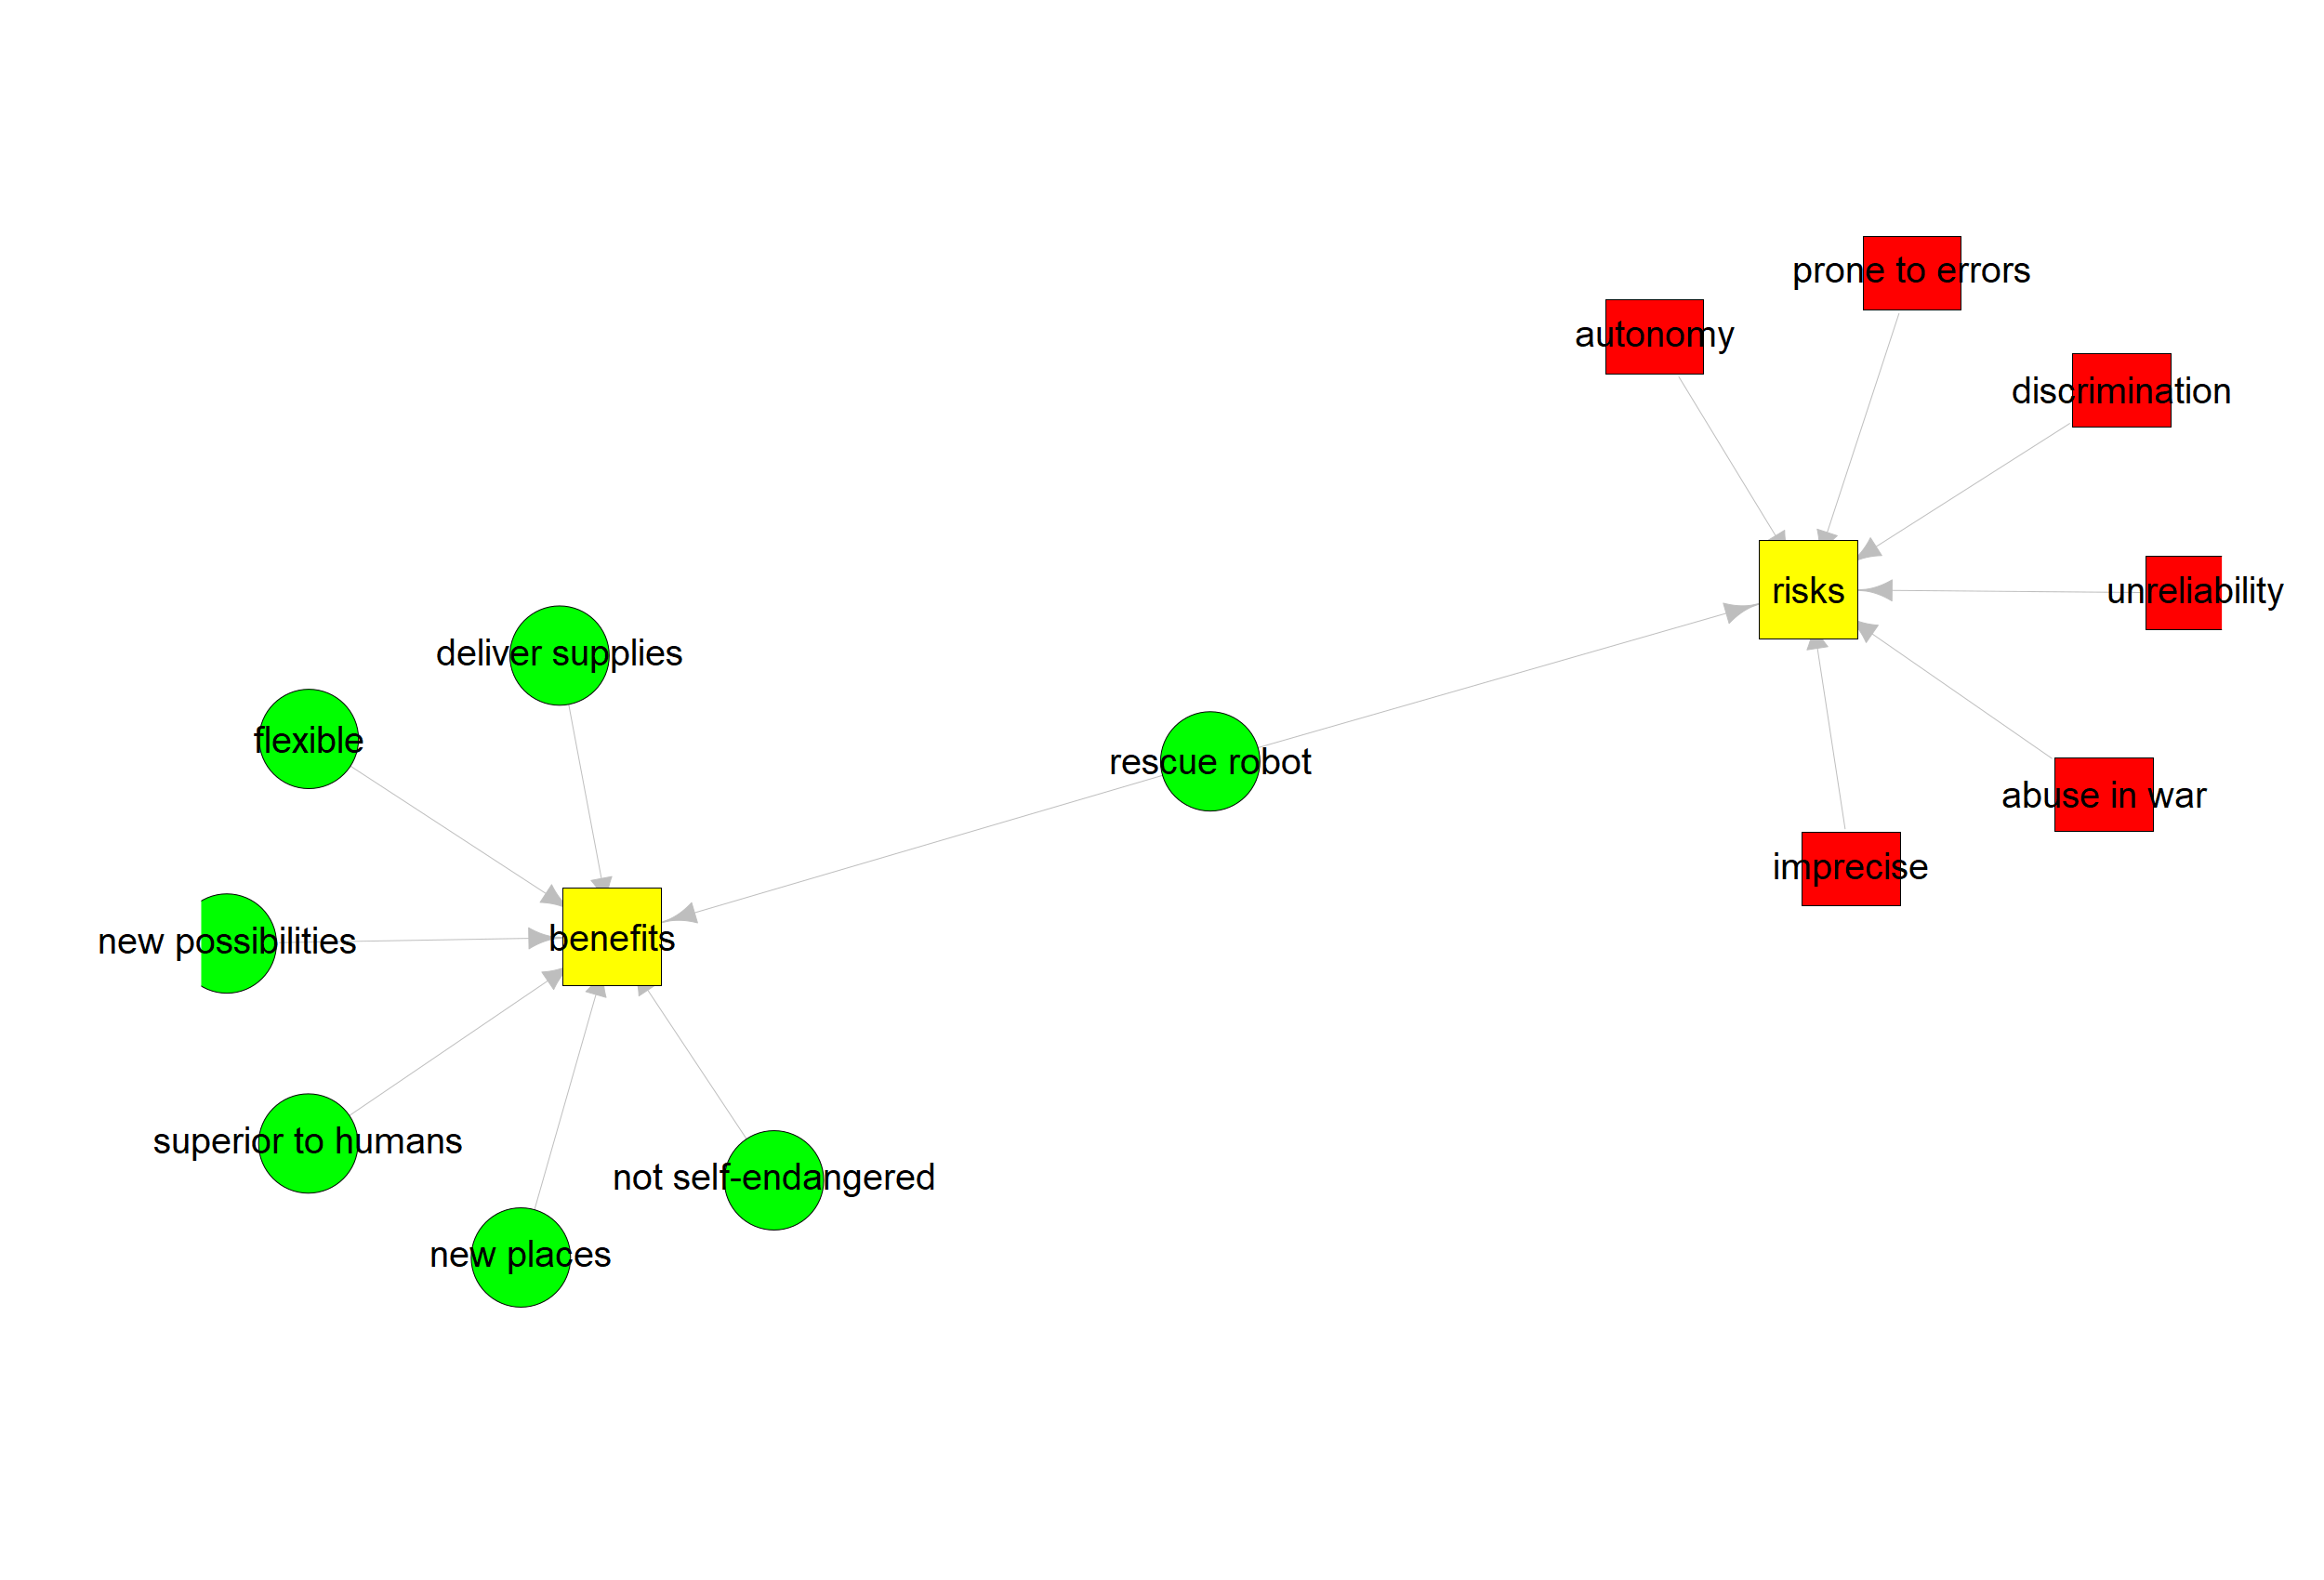 prone to errors
autonomy
discrimination
risks
unreliability
deliver supplies
flexible
rescue robot
abuse in war
imprecise
benefits
new possibilities
superior to humans
not self-endangered
new places